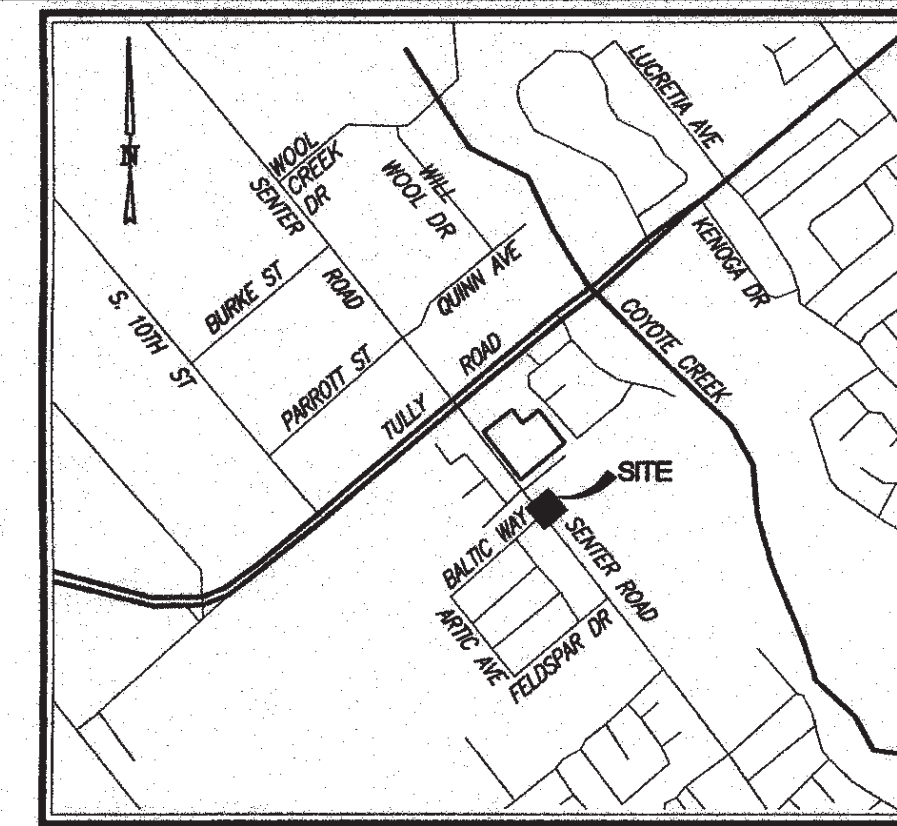 N
LUCRETIA AVE
WOOL
CREEK
DR
SENTER
ROAD
WILL
WOOL DR
QUINN AVE
KENOGA DR
BURKE ST
S. 10TH ST
PARROTT ST
TULLY
ROAD
COYOTE CREEK
SITE
BALTIC WAY
SENTER ROAD
ARTIC AVE
FELDSPAR DR